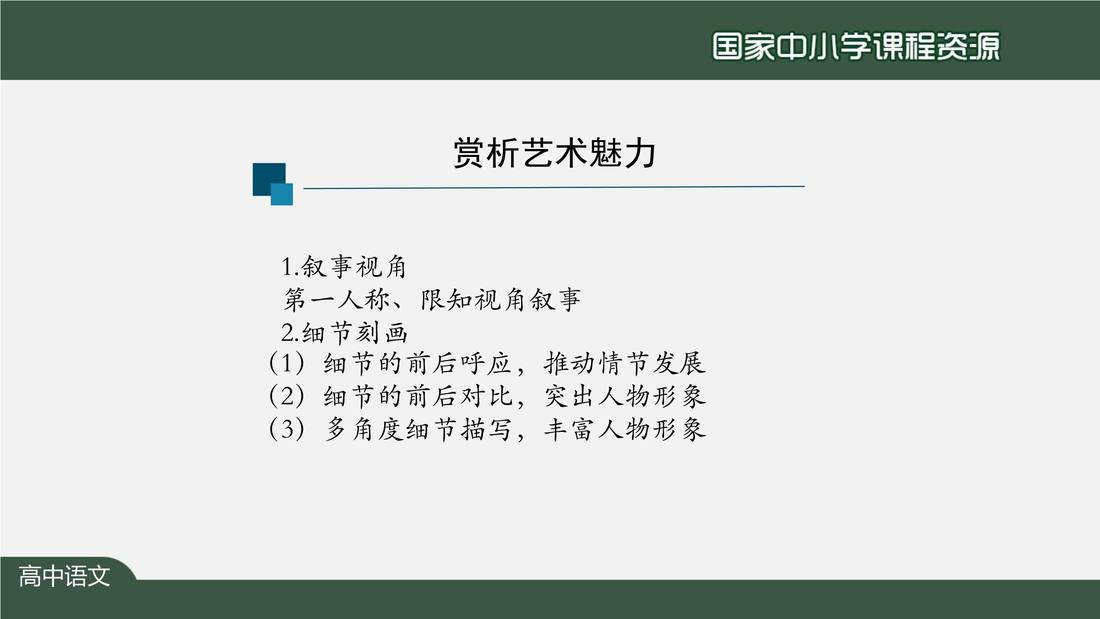 国家中小学课程资源
赏析艺术魅力
1.叙事视角
第一人称、限知视角叙事
2.细节刻画
（1）细节的前后呼应，推动情节发展
（2）细节的前后对比，突出人物形象
（3）多角度细节描写，丰富人物形象
高中语文